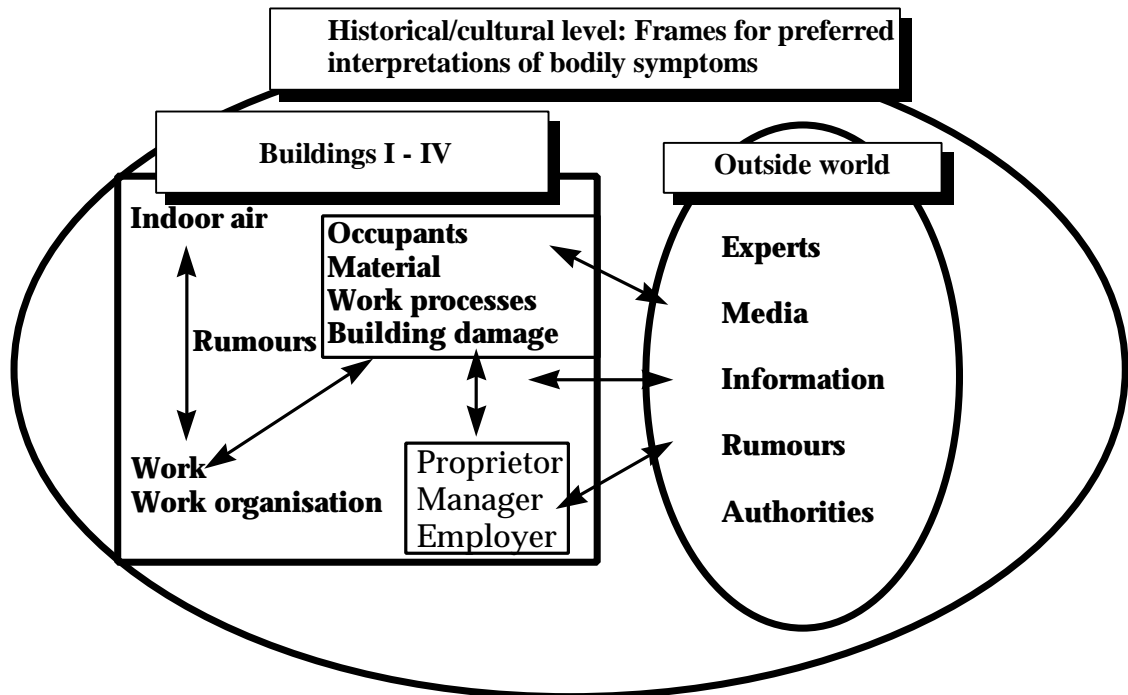 Historical/cultural level: Frames for preferred
interpretations of bodily symptoms
Buildings I - IV
Outside world
Indoor air
Occupants
Material
Work processes
Building damage
Rumours
Work
Work organisation
Proprietor
Manager
Employer
Experts
Media
Information
Rumours
Authorities